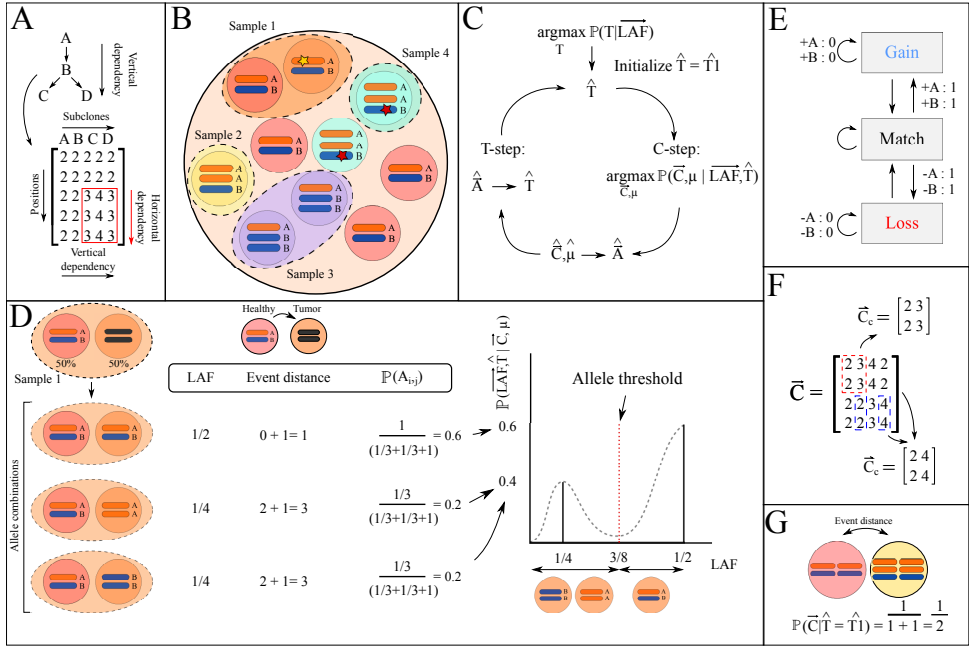 A
A
B
C D
Vertical
dependency
Subclones
A B C D
Positions
2 2 2 2 2
2 2 2 2 2
2 2 3 4 3
2 2 3 4 3
2 2 3 4 3
Horizontal
dependency
Vertical
dependency
B
Sample 1
Sample 4
Sample 2
Sample 3
A
B
A
B
A
A
B
A
B
A
A
B
A
B
A
A
B
A
B
B
A
B
B
A
B
C
argmax ℙ(T|LAF)
T
Initialize T̂ = T̂1
T̂
T-step:
Â → T̂
C-step:
argmax ℙ(C,μ | LAF,T̂)
C,μ
Ĉ,μ̂ → Â
E
+A : 0
+B : 0
Gain
+A : 1
+B : 1
Match
-A : 1
-B : 1
-A : 0
-B : 0
Loss
D
A
B
50% 50%
Sample 1
Healthy Tumor
A
B
LAF Event distance ℙ(A_{i,j})
Allele combinations
A
B
A
B
1/2 0 + 1= 1 1/(1/3+1/3+1) = 0.6
A
B
A
A
1/4 2 + 1= 3 1/3/(1/3+1/3+1) = 0.2
A
B
B
B
1/4 2 + 1= 3 1/3/(1/3+1/3+1) = 0.2
ℙ(LAF,T̂ | C, μ)
Allele threshold
0.6
0.4
1/4 3/8 1/2 LAF
B
B
A
A
A
B
F
C_c = [2 3
2 3]
C =
2 3 4 2
2 3 4 2
2 2 3 4
2 2 3 4
C_c = [2 4
2 4]
G
Event distance
ℙ(C|T̂ = T̂1) = 1/(1 + 1) = 1/2